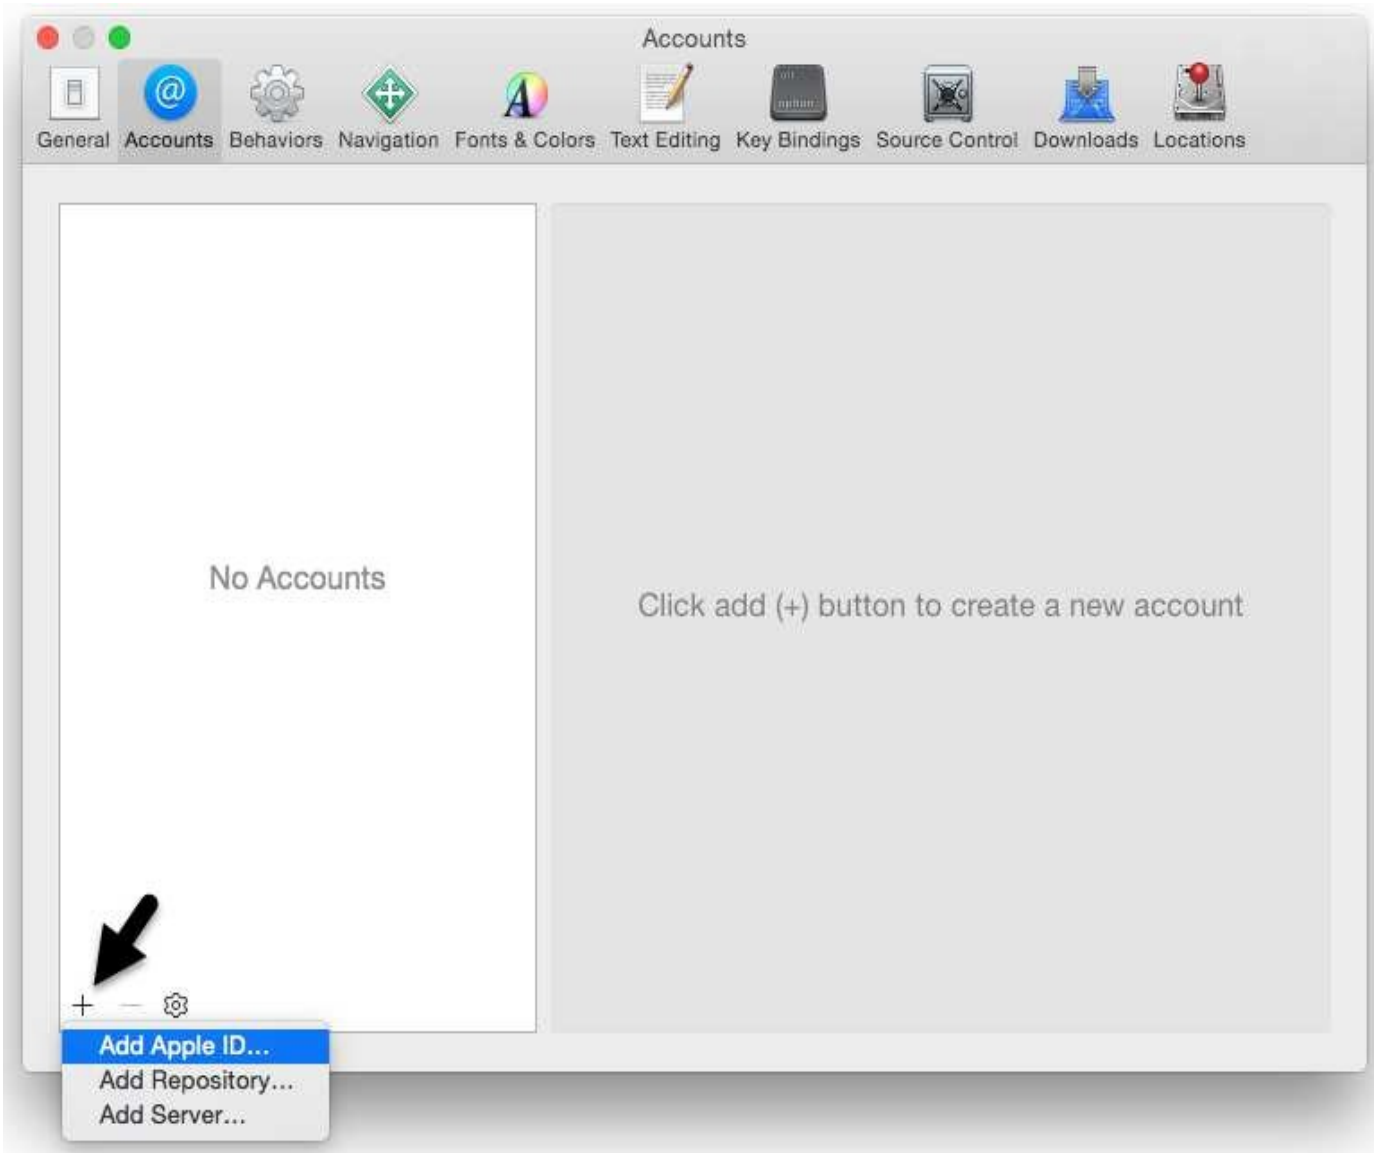 Accounts
General Accounts Behaviors Navigation Fonts & Colors Text Editing Key Bindings Source Control Downloads Locations
No Accounts
Click add (+) button to create a new account
Add Apple ID...
Add Repository...
Add Server...